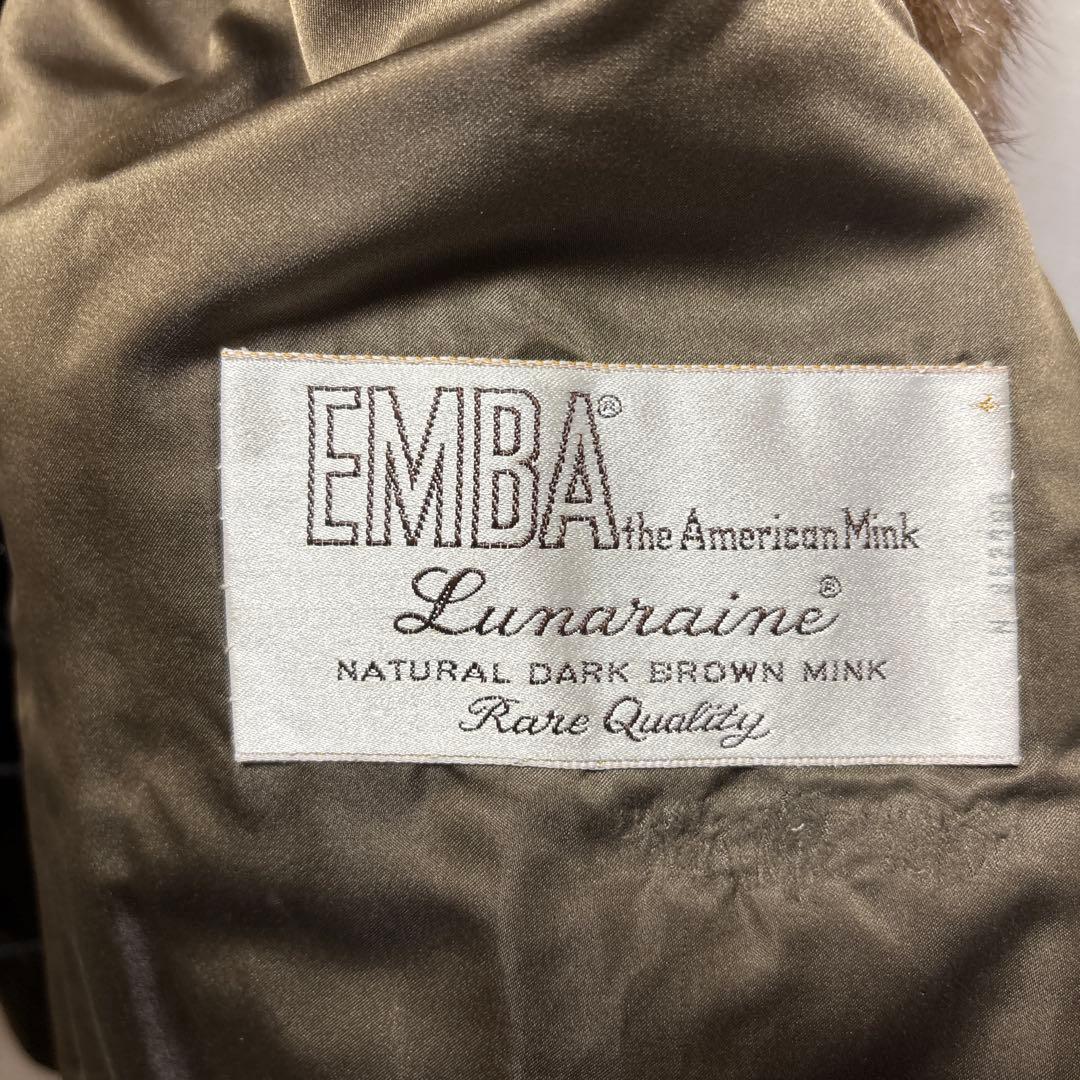 EMBA®
the American Mink
Lunaraine®
NATURAL DARK BROWN MINK
Rare Quality